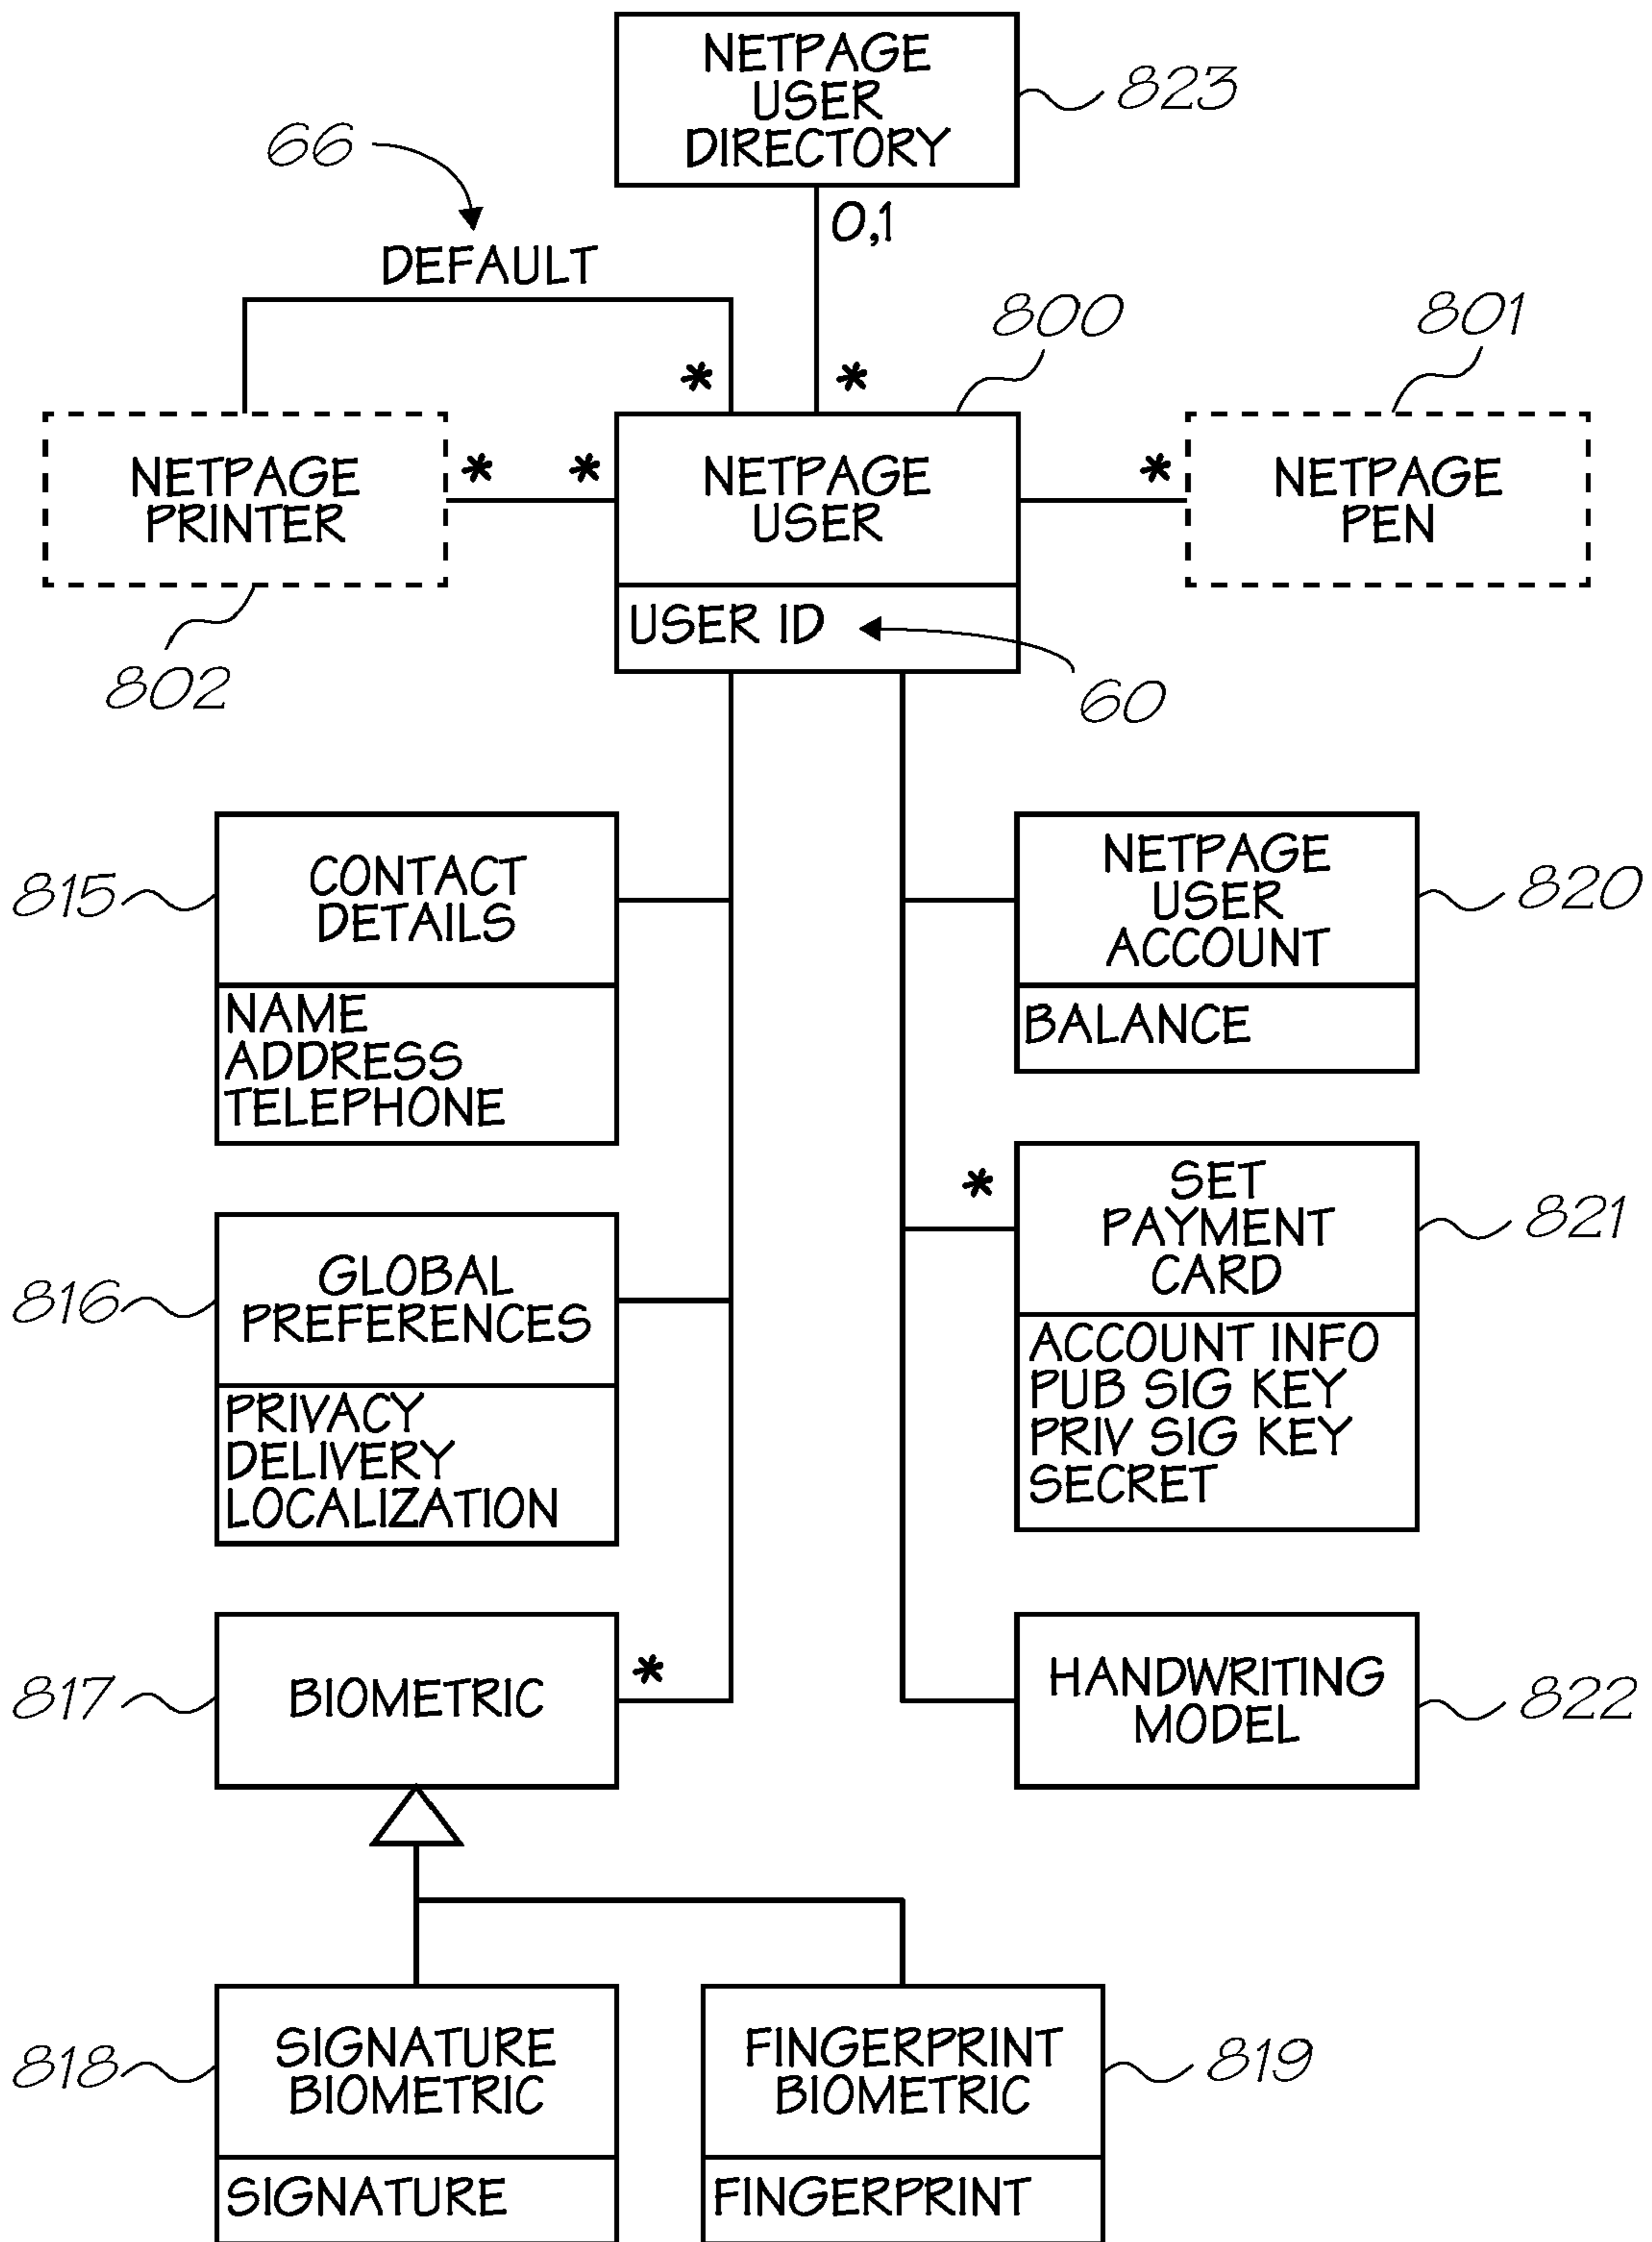 NETPAGE
USER
DIRECTORY
823
66
0,1
DEFAULT
800
801
*
*
NETPAGE
PRINTER
*
*
NETPAGE
USER
*
NETPAGE
PEN
USER ID
802
60
815
CONTACT
DETAILS
NAME
ADDRESS
TELEPHONE
NETPAGE
USER
ACCOUNT
820
BALANCE
*
SET
PAYMENT
CARD
821
ACCOUNT INFO
PUB SIG KEY
PRIV SIG KEY
SECRET
816
GLOBAL
PREFERENCES
PRIVACY
DELIVERY
LOCALIZATION
817
BIOMETRIC
*
HANDWRITING
MODEL
822
818
SIGNATURE
BIOMETRIC
SIGNATURE
FINGERPRINT
BIOMETRIC
819
FINGERPRINT